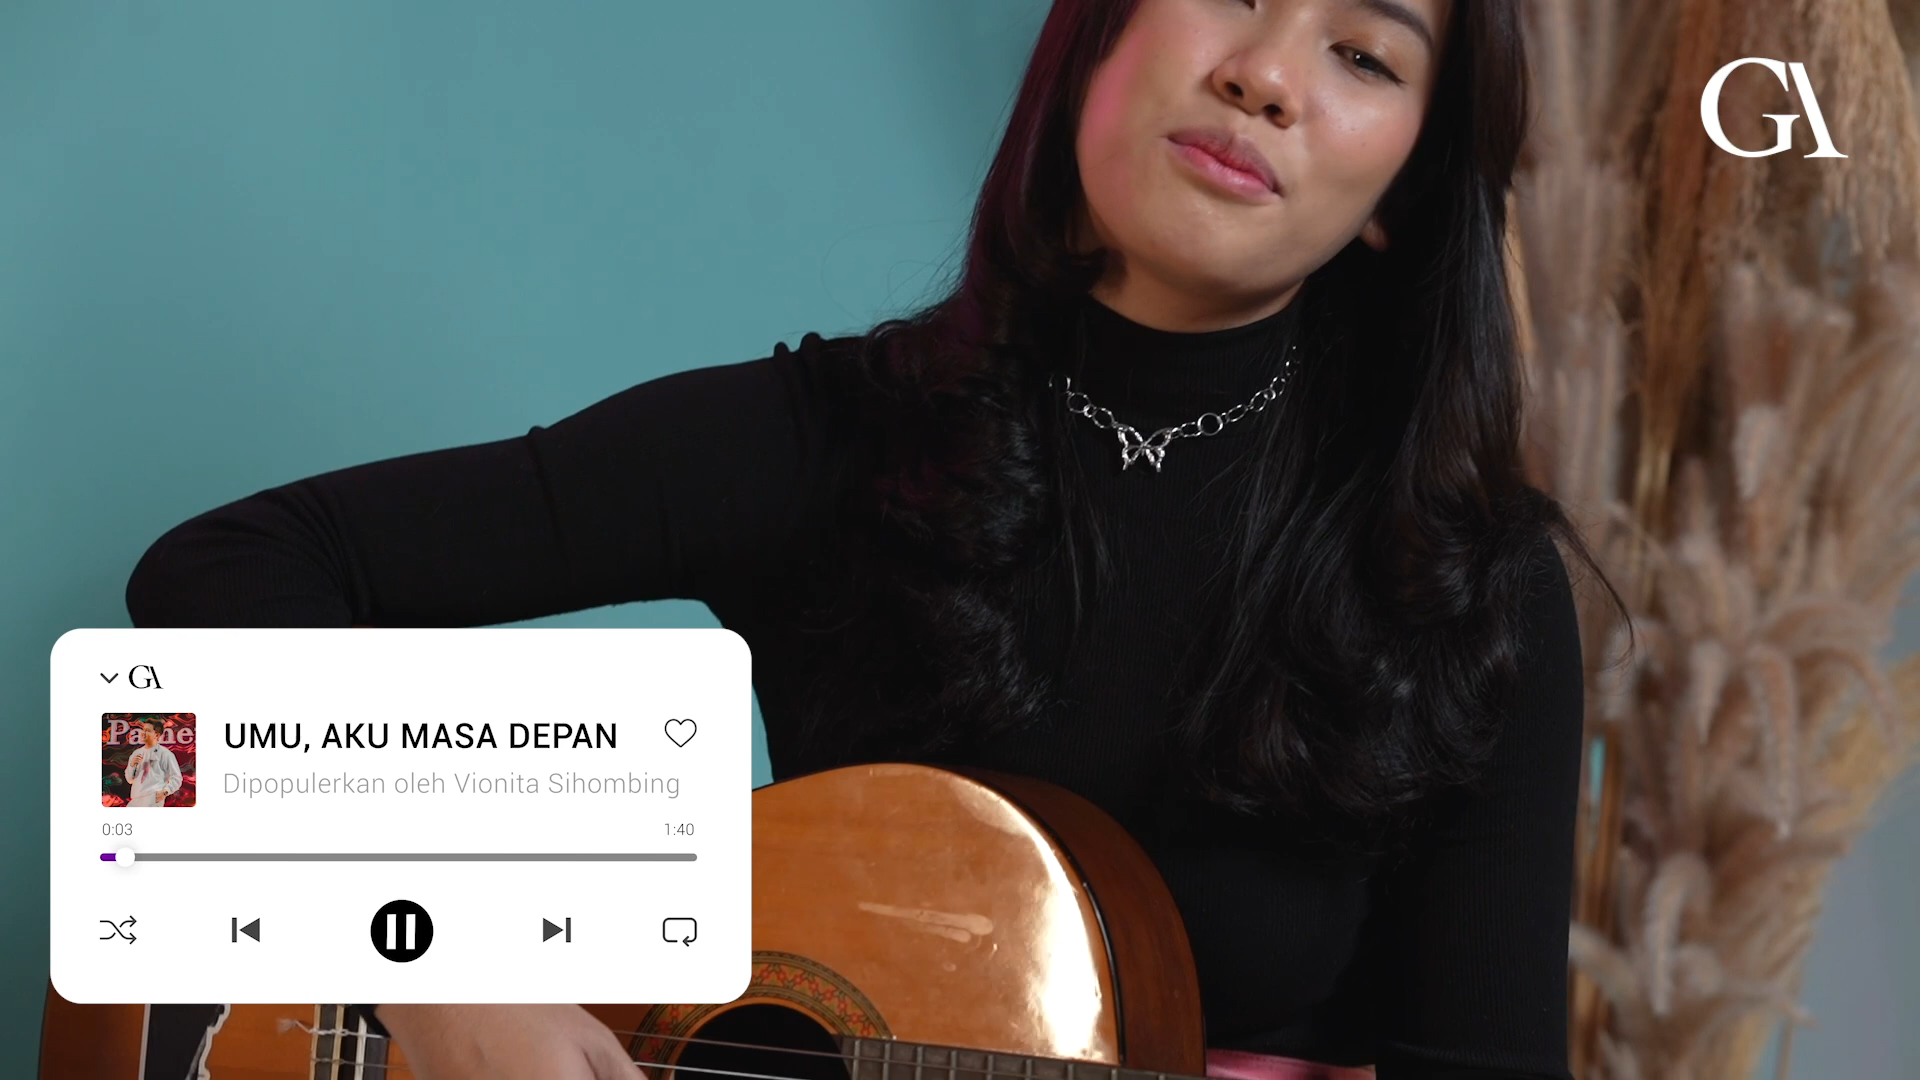 GA
GA
UMU, AKU MASA DEPAN
Dipopulerkan oleh Vionita Sihombing
0:03
1:40